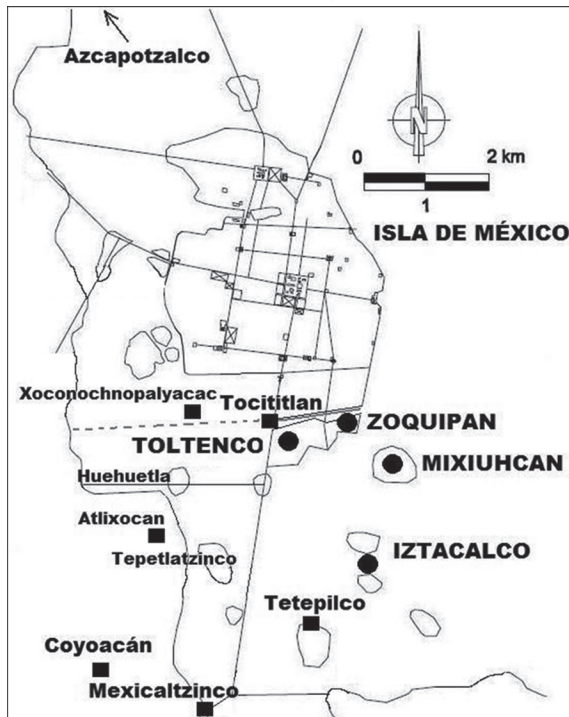 Azcapotzalco
N
0
2 km
1
ISLA DE MÉXICO
Xoconochnopalyacac
Tocititlan
ZOQUIPAN
TOLTENCO
MIXIUHCAN
Huehuetla
Atlixocan
Tepetlatzinco
IZTACALCO
Tetepilco
Coyoacán
Mexicaltzinco